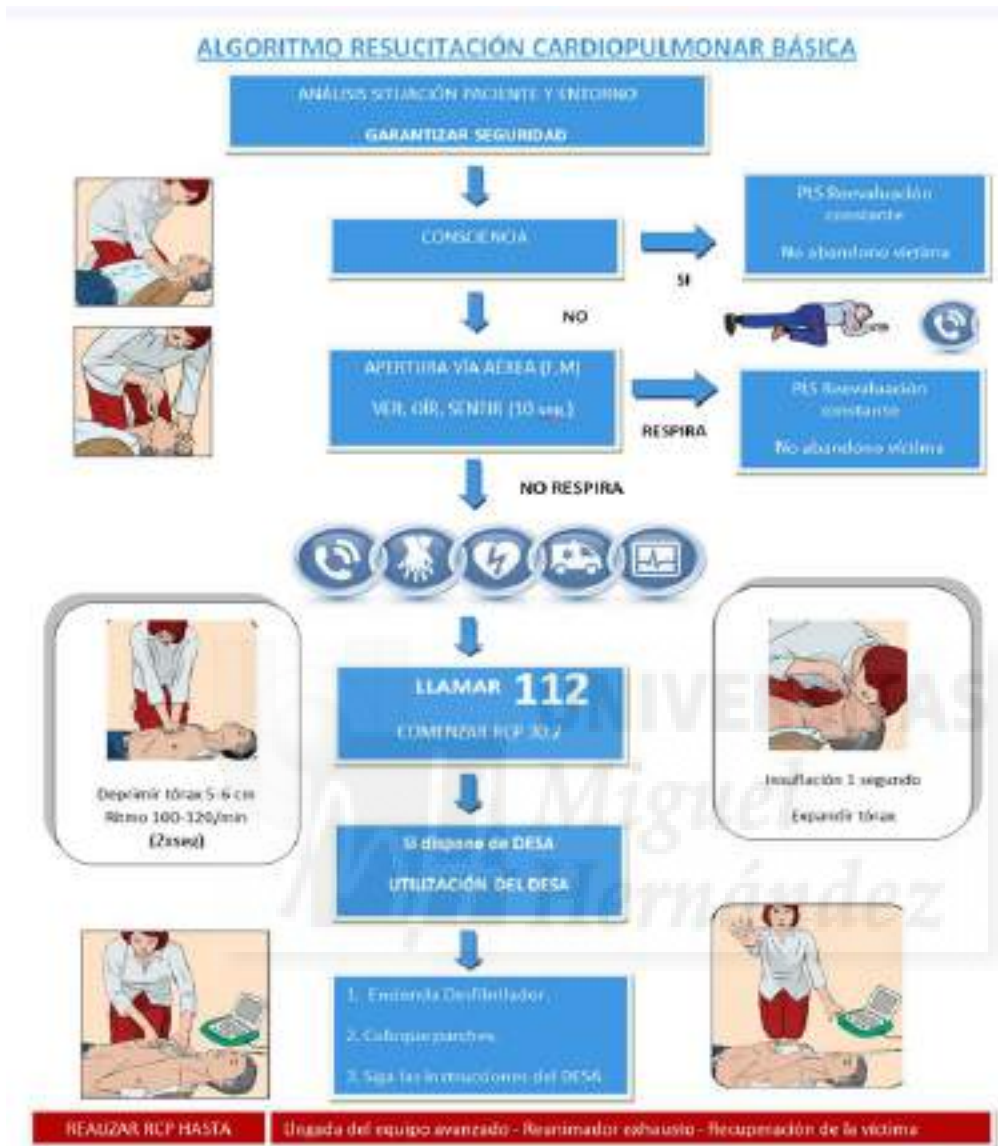 ALGORITMO RESUCITACIÓN CARDIOPULMONAR BÁSICA
ANÁLISIS SITUACIÓN PACIENTE Y ENTORNO
GARANTIZAR SEGURIDAD
CONSCIENCIA
SI
PLS Reevaluación
constante
No abandono víctima
NO
APERTURA VÍA AÉREA (F,M)
VER, OÍR, SENTIR (10 seg.)
RESPIRA
PLS Reevaluación
constante
No abandono víctima
NO RESPIRA
LLAMAR 112
COMENZAR RCP 30:2
Deprimir tórax 5-6 cm
Ritmo 100-120/min
(2xseg)
Insuflación 1 segundo
Expandir tórax
Si dispone de DESA
UTILIZACIÓN DEL DESA
1. Encienda Desfibrilador.
2. Coloque parches
3. Siga las instrucciones del DESA
REALIZAR RCP HASTA
Llegada del equipo avanzado - Reanimador exhausto - Recuperación de la víctima
UNIVERSITAS
Miguel
Hernández